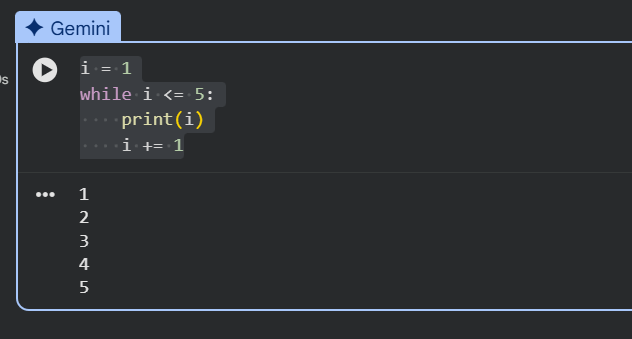 Gemini
i = 1
while i <= 5:
    print(i)
    i += 1
1
2
3
4
5